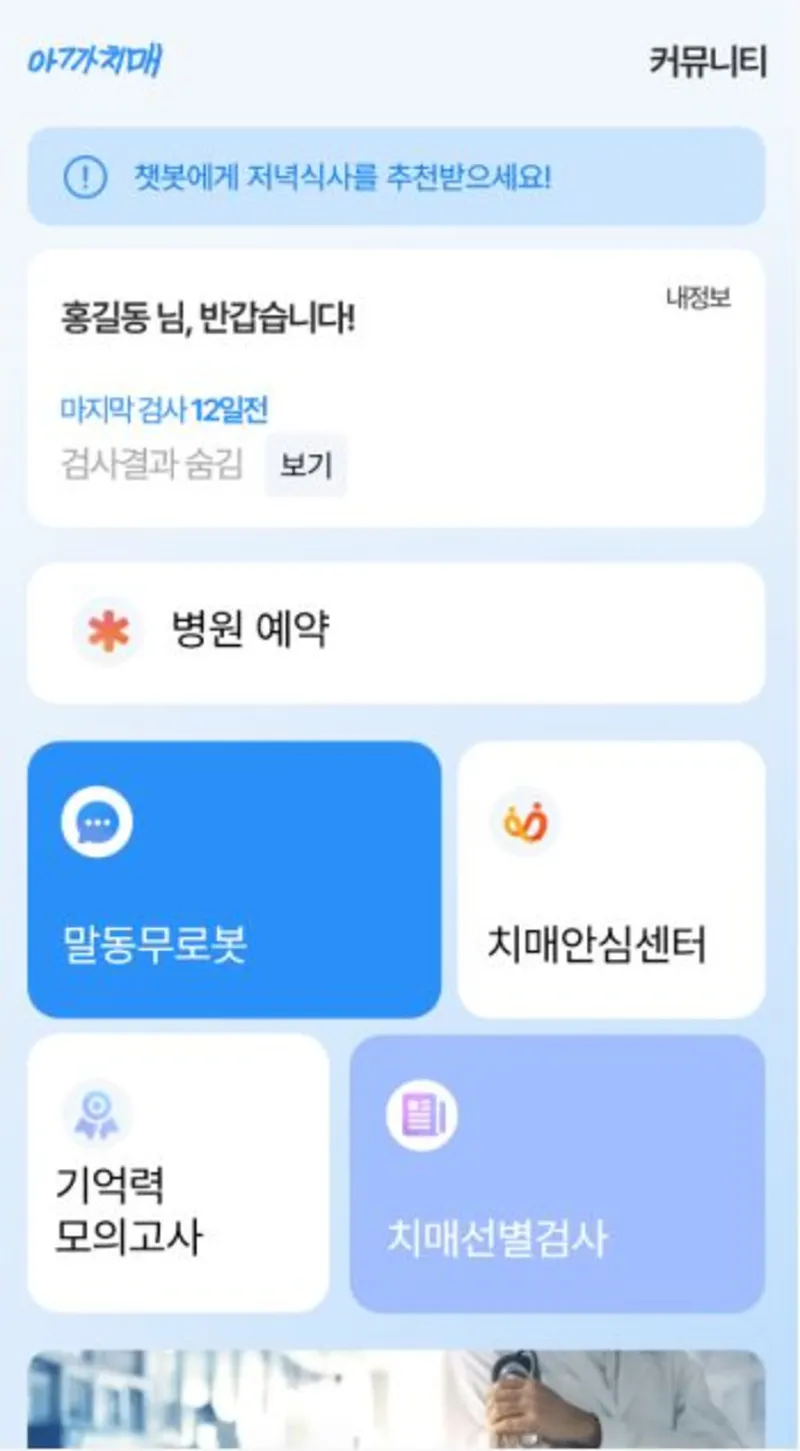 아까치매
커뮤니티
챗봇에게 저녁식사를 추천받으세요!
홍길동 님, 반갑습니다!
내정보
마지막 검사 12일전
검사결과 숨김 보기
병원 예약
말동무로봇
치매안심센터
기억력
모의고사
치매선별검사